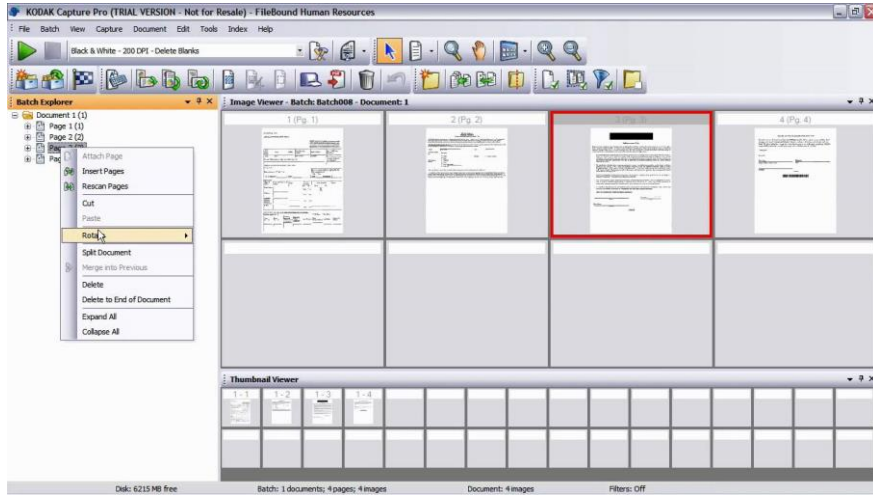 KODAK Capture Pro (TRIAL VERSION - Not for Resale) - FileBound Human Resources
File Batch View Capture Document Edit Tools Index Help
Black & White - 200 DPI - Delete Blanks
Batch Explorer
Document 1 (1)
Page 1 (1)
Page 2 (2)
Attach Page
Insert Pages
Rescan Pages
Cut
Paste
Rota
Split Document
Merge into Previous
Delete
Delete to End of Document
Expand All
Collapse All
Image Viewer - Batch: Batch008 - Document: 1
1 (Pg. 1) 2 (Pg. 2) 3 (Pg. 3) 4 (Pg. 4)
Thumbnail Viewer
1 - 1 1 - 2 1 - 3 1 - 4
Disk: 6215 MB free Batch: 1 documents; 4 pages; 4 images Document: 4 images Filters: Off